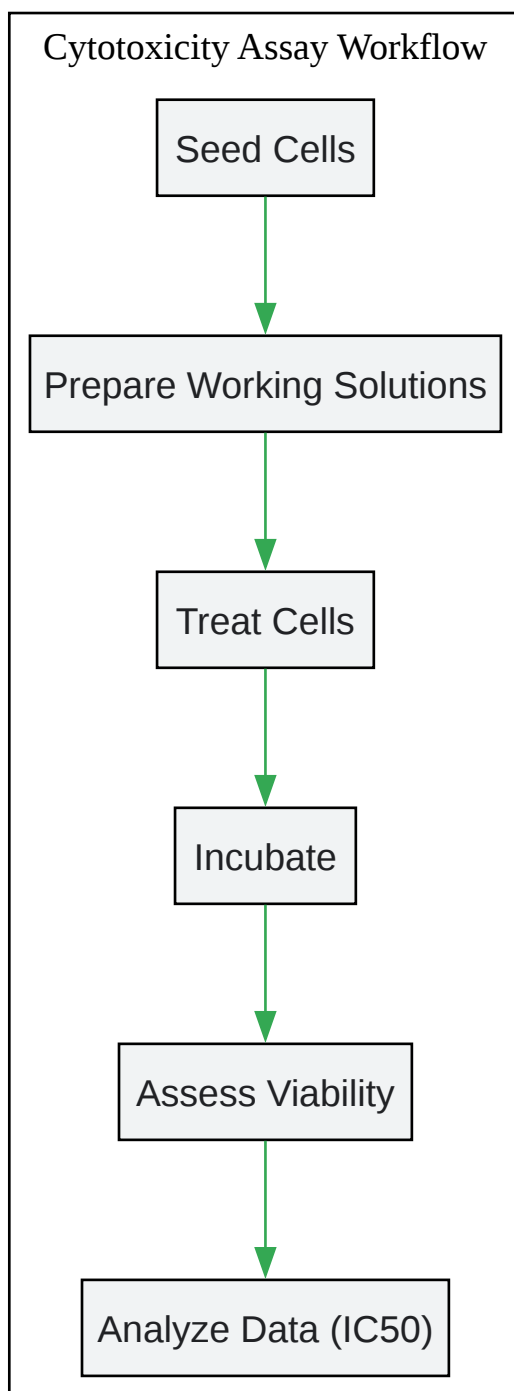 Cytotoxicity Assay Workflow
Seed Cells
Prepare Working Solutions
Treat Cells
Incubate
Assess Viability
Analyze Data (IC50)